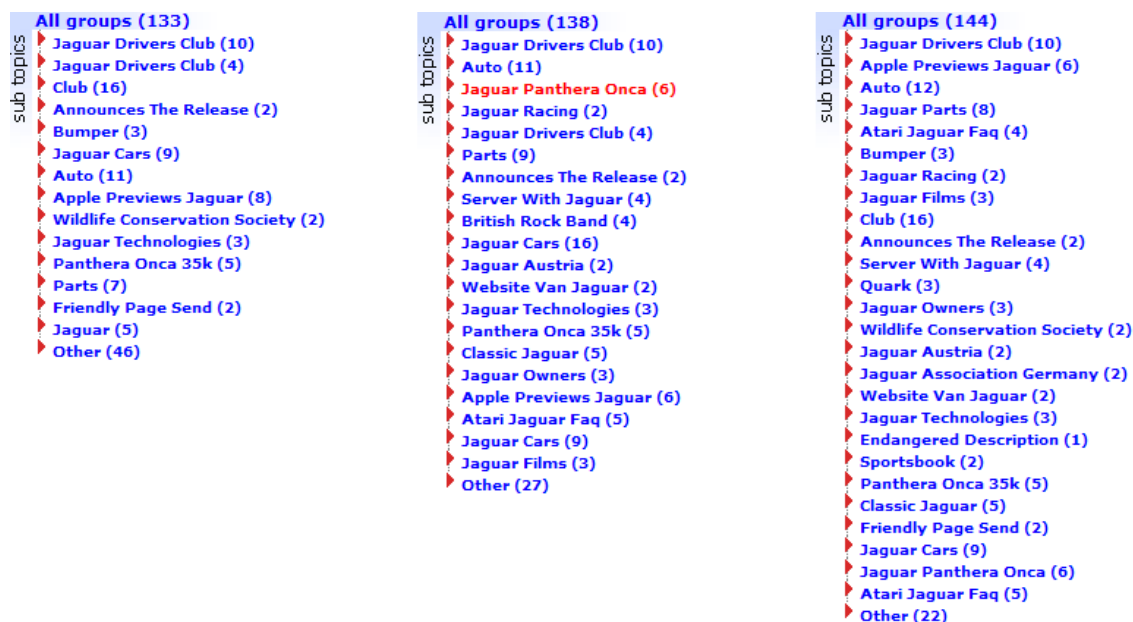 All groups (133)
sub topics
Jaguar Drivers Club (10)
Jaguar Drivers Club (4)
Club (16)
Announces The Release (2)
Bumper (3)
Jaguar Cars (9)
Auto (11)
Apple Previews Jaguar (8)
Wildlife Conservation Society (2)
Jaguar Technologies (3)
Panthera Onca 35k (5)
Parts (7)
Friendly Page Send (2)
Jaguar (5)
Other (46)
All groups (138)
sub topics
Jaguar Drivers Club (10)
Auto (11)
Jaguar Panthera Onca (6)
Jaguar Racing (2)
Jaguar Drivers Club (4)
Parts (9)
Announces The Release (2)
Server With Jaguar (4)
British Rock Band (4)
Jaguar Cars (16)
Jaguar Austria (2)
Website Van Jaguar (2)
Jaguar Technologies (3)
Panthera Onca 35k (5)
Classic Jaguar (5)
Jaguar Owners (3)
Apple Previews Jaguar (6)
Atari Jaguar Faq (5)
Jaguar Cars (9)
Jaguar Films (3)
Other (27)
All groups (144)
sub topics
Jaguar Drivers Club (10)
Apple Previews Jaguar (6)
Auto (12)
Jaguar Parts (8)
Atari Jaguar Faq (4)
Bumper (3)
Jaguar Racing (2)
Jaguar Films (3)
Club (16)
Announces The Release (2)
Server With Jaguar (4)
Quark (3)
Jaguar Owners (3)
Wildlife Conservation Society (2)
Jaguar Austria (2)
Jaguar Association Germany (2)
Website Van Jaguar (2)
Jaguar Technologies (3)
Endangered Description (1)
Sportsbook (2)
Panthera Onca 35k (5)
Classic Jaguar (5)
Friendly Page Send (2)
Jaguar Cars (9)
Jaguar Panthera Onca (6)
Atari Jaguar Faq (5)
Other (22)